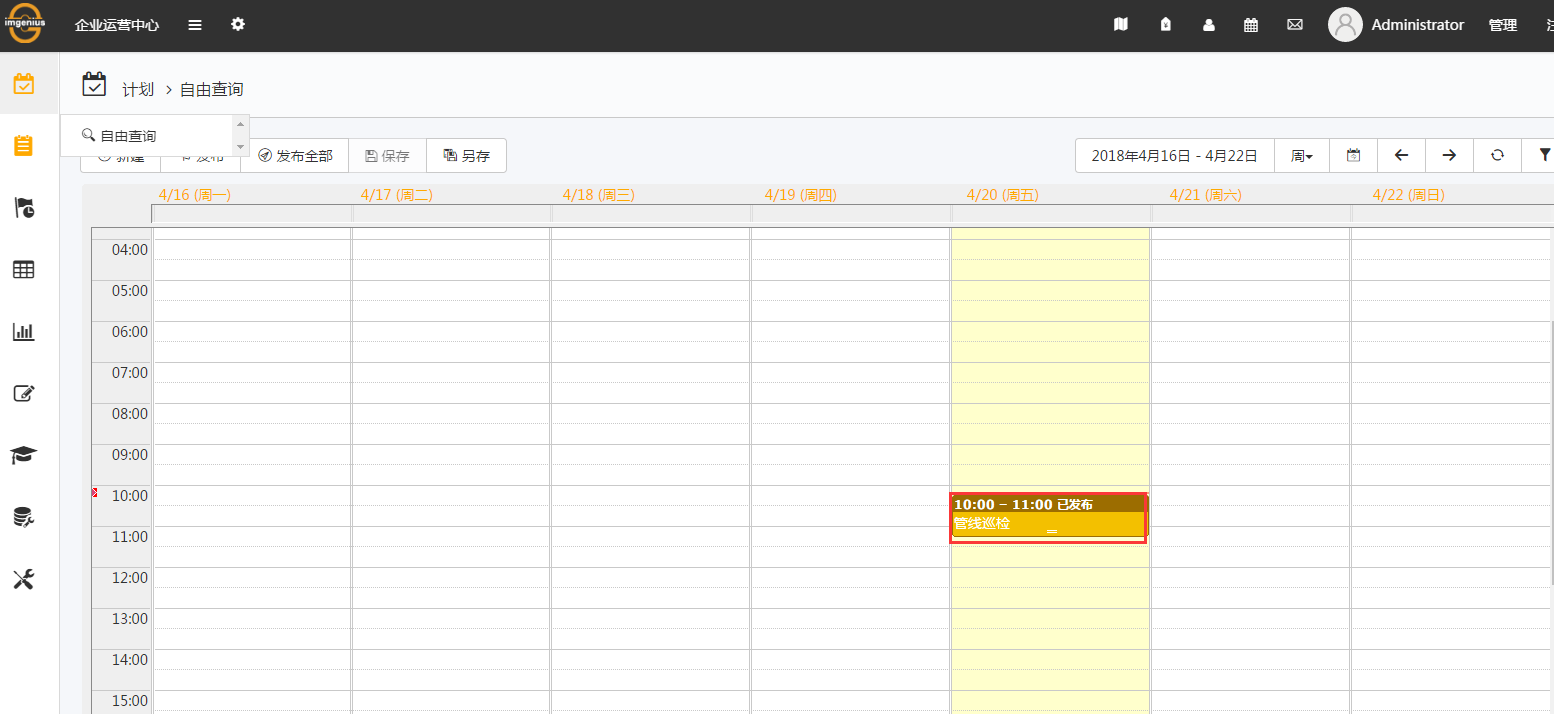 imgenius
企业运营中心
Administrator
管理
计划 > 自由查询
自由查询
新建
发布
发布全部
保存
另存
2018年4月16日 - 4月22日
周
4/16 (周一)
4/17 (周二)
4/18 (周三)
4/19 (周四)
4/20 (周五)
4/21 (周六)
4/22 (周日)
04:00
05:00
06:00
07:00
08:00
09:00
10:00
10:00 - 11:00 已发布
管线巡检
11:00
12:00
13:00
14:00
15:00